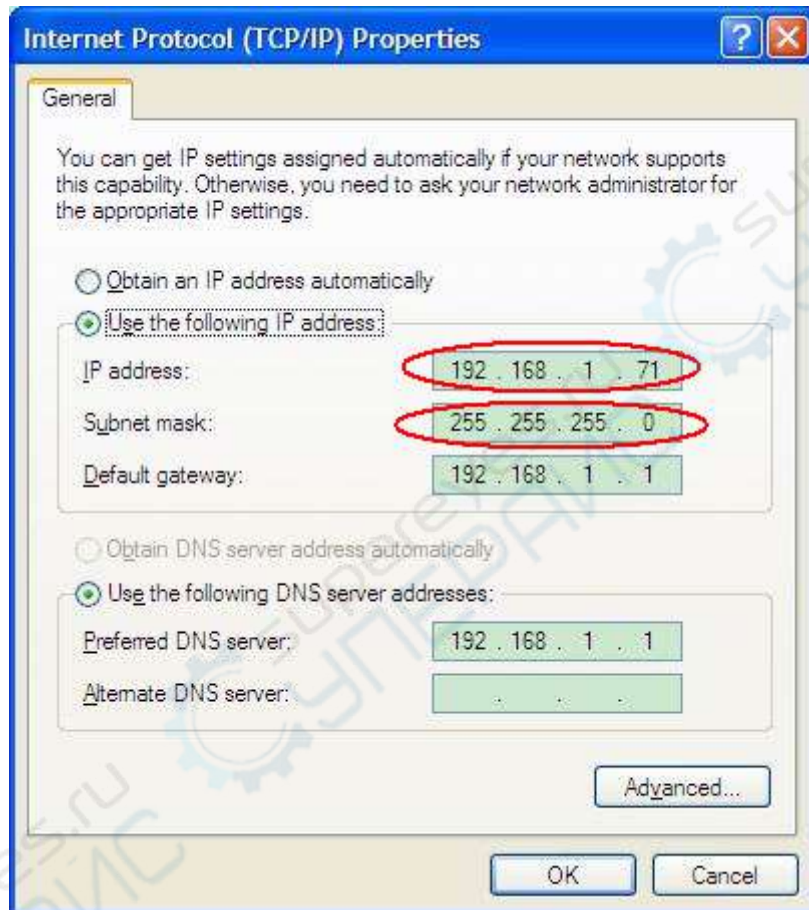 Internet Protocol (TCP/IP) Properties
General
You can get IP settings assigned automatically if your network supports
this capability. Otherwise, you need to ask your network administrator for
the appropriate IP settings.
Obtain an IP address automatically
Use the following IP address:
IP address: 192 . 168 . 1 . 71
Subnet mask: 255 . 255 . 255 . 0
Default gateway: 192 . 168 . 1 . 1
Obtain DNS server address automatically
Use the following DNS server addresses:
Preferred DNS server: 192 . 168 . 1 . 1
Alternate DNS server: . . .
Advanced...
OK Cancel
supereyes.ru
СУПЕРАЙС